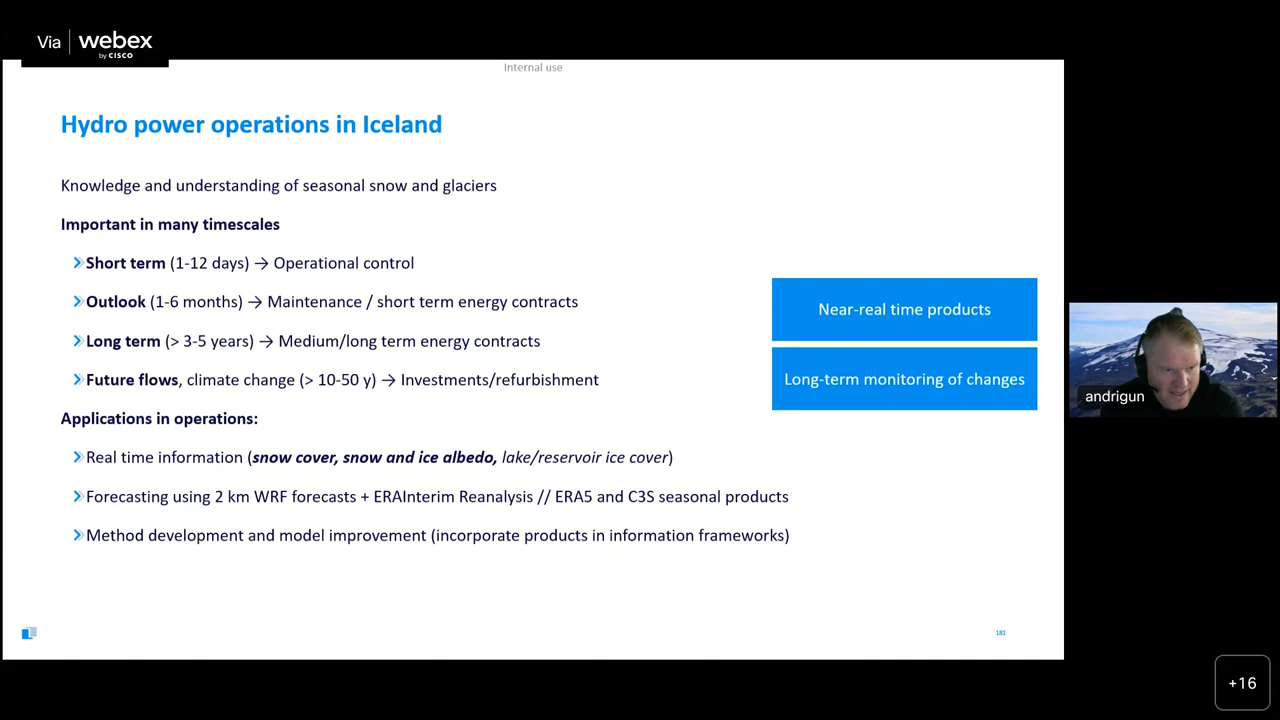 Via webex
by CISCO
Internal use
Hydro power operations in Iceland
Knowledge and understanding of seasonal snow and glaciers
Important in many timescales
Short term (1-12 days) → Operational control
Outlook (1-6 months) → Maintenance / short term energy contracts
Long term (> 3-5 years) → Medium/long term energy contracts
Future flows, climate change (> 10-50 y) → Investments/refurbishment
Near-real time products
Long-term monitoring of changes
Applications in operations:
Real time information (snow cover, snow and ice albedo, lake/reservoir ice cover)
Forecasting using 2 km WRF forecasts + ERAInterim Reanalysis // ERA5 and C3S seasonal products
Method development and model improvement (incorporate products in information frameworks)
181
andrigun
+16